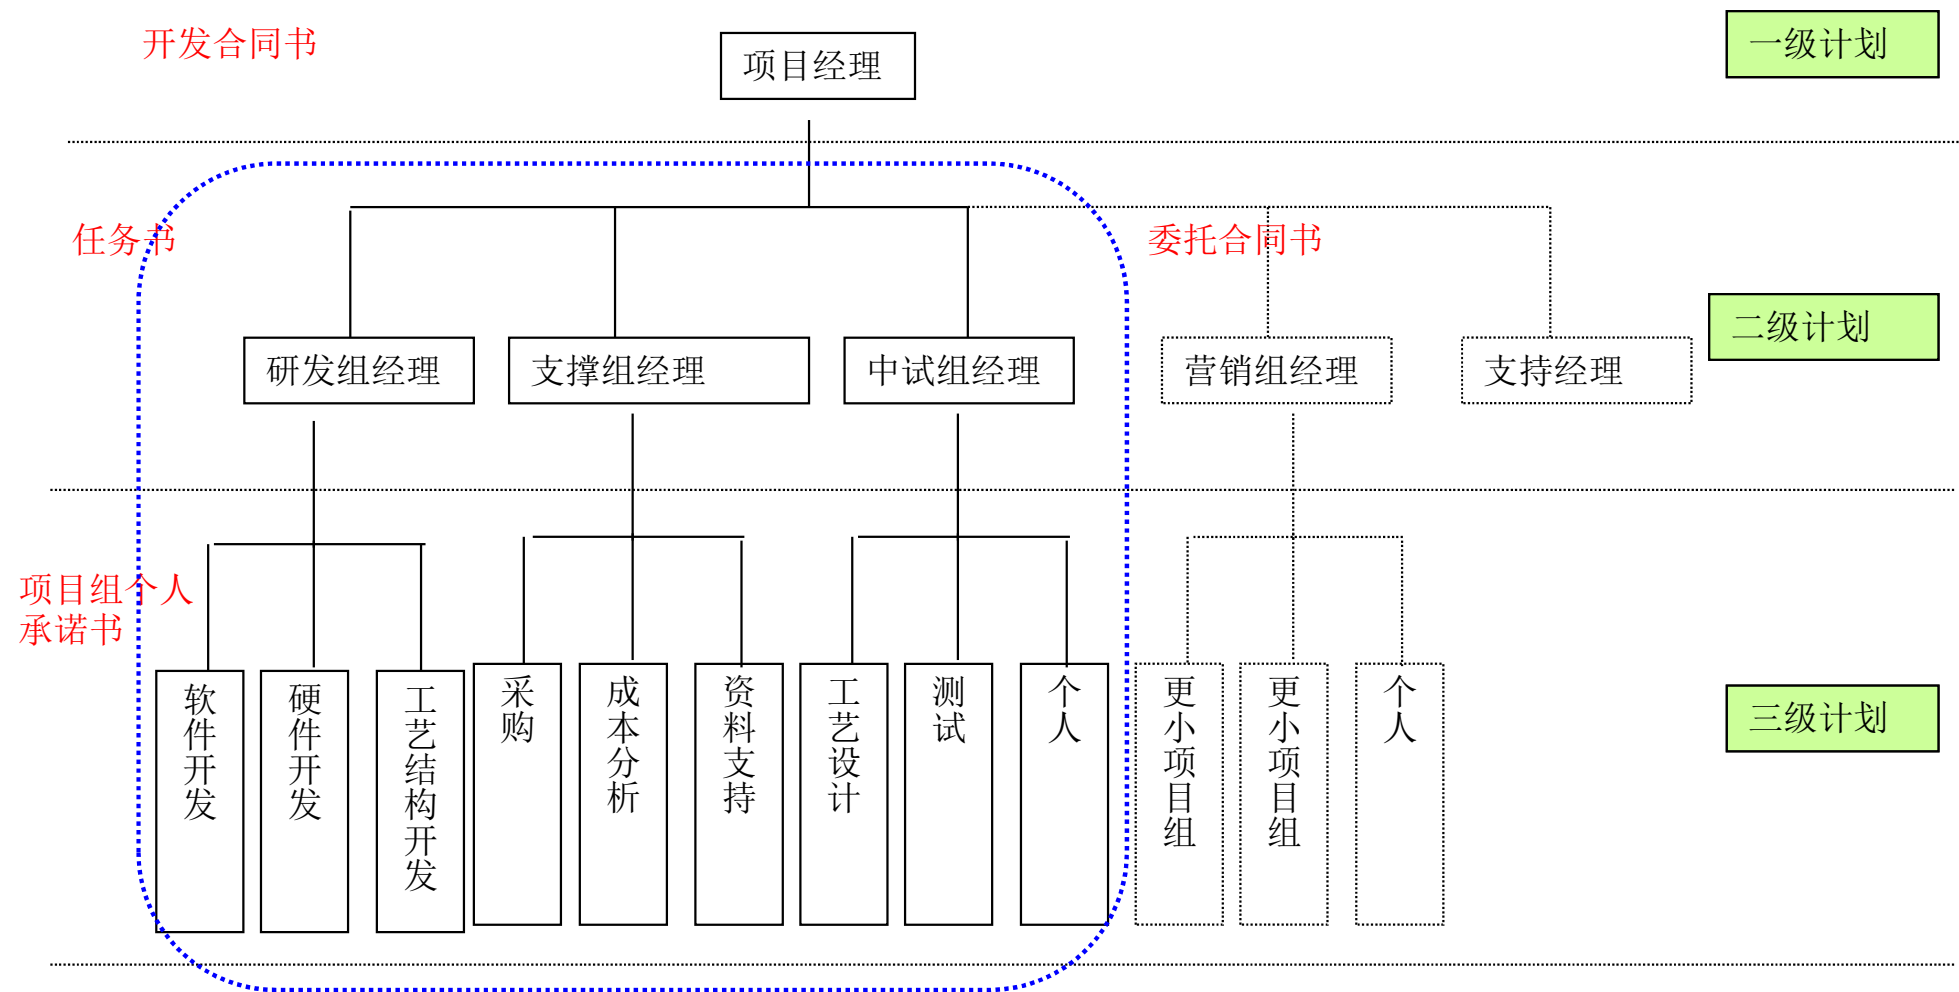 开发合同书
项目经理
一级计划
任务书
委托合同书
二级计划
研发组经理
支撑组经理
中试组经理
营销组经理
支持经理
项目组个人
承诺书
软件开发
硬件开发
工艺结构开发
采购
成本分析
资料支持
工艺设计
测试
个人
更小项目组
更小项目组
个人
三级计划